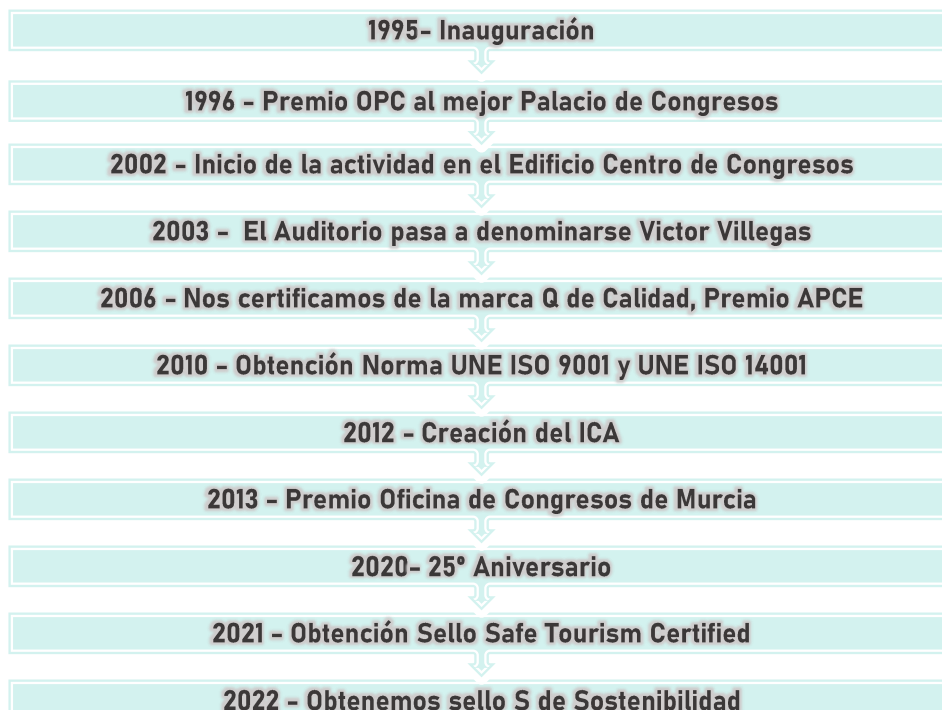 1995- Inauguración
1996 - Premio OPC al mejor Palacio de Congresos
2002 - Inicio de la actividad en el Edificio Centro de Congresos
2003 - El Auditorio pasa a denominarse Victor Villegas
2006 - Nos certificamos de la marca Q de Calidad, Premio APCE
2010 - Obtención Norma UNE ISO 9001 y UNE ISO 14001
2012 - Creación del ICA
2013 - Premio Oficina de Congresos de Murcia
2020- 25º Aniversario
2021 - Obtención Sello Safe Tourism Certified
2022 - Obtenemos sello S de Sostenibilidad